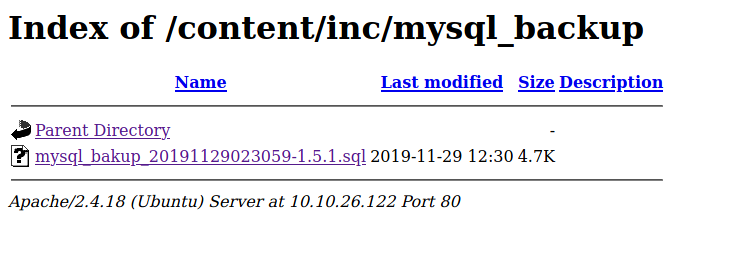 Index of /content/inc/mysql_backup
Name Last modified Size Description
Parent Directory -
mysql_bakup_20191129023059-1.5.1.sql 2019-11-29 12:30 4.7K
Apache/2.4.18 (Ubuntu) Server at 10.10.26.122 Port 80